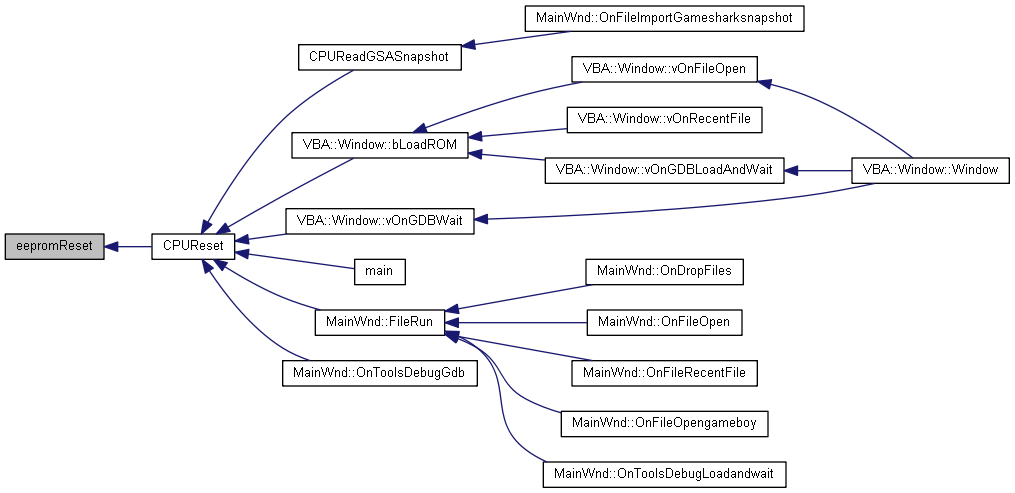 MainWnd::OnFileImportGamesharksnapshot
CPUReadGSASnapshot
VBA::Window::vOnFileOpen
VBA::Window::vOnRecentFile
VBA::Window::bLoadROM
VBA::Window::vOnGDBLoadAndWait
VBA::Window::Window
VBA::Window::vOnGDBWait
eepromReset
CPUReset
main
MainWnd::OnDropFiles
MainWnd::FileRun
MainWnd::OnFileOpen
MainWnd::OnToolsDebugGdb
MainWnd::OnFileRecentFile
MainWnd::OnFileOpengameboy
MainWnd::OnToolsDebugLoadandwait